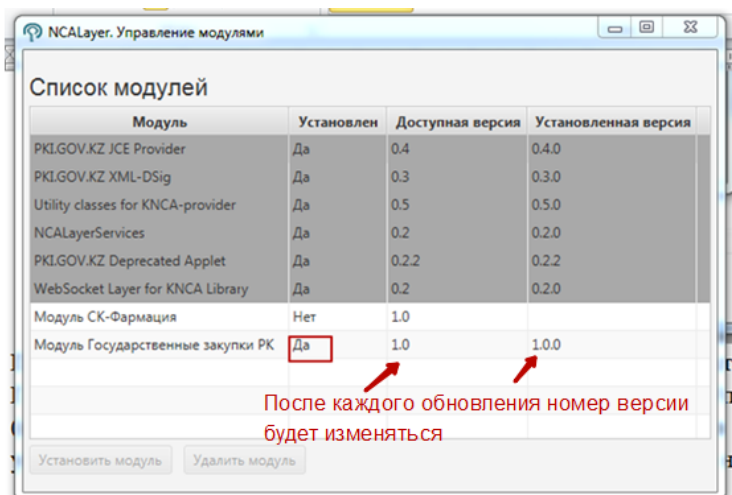 NCALayer. Управление модулями
Список модулей
Модуль Установлен Доступная версия Установленная версия
PKI.GOV.KZ JCE Provider Да 0.4 0.4.0
PKI.GOV.KZ XML-DSig Да 0.3 0.3.0
Utility classes for KNCA-provider Да 0.5 0.5.0
NCALayerServices Да 0.2 0.2.0
PKI.GOV.KZ Deprecated Applet Да 0.2.2 0.2.2
WebSocket Layer for KNCA Library Да 0.2 0.2.0
Модуль СК-Фармация Нет 1.0
Модуль Государственные закупки РК Да 1.0 1.0.0
После каждого обновления номер версии
будет изменяться
Установить модуль Удалить модуль